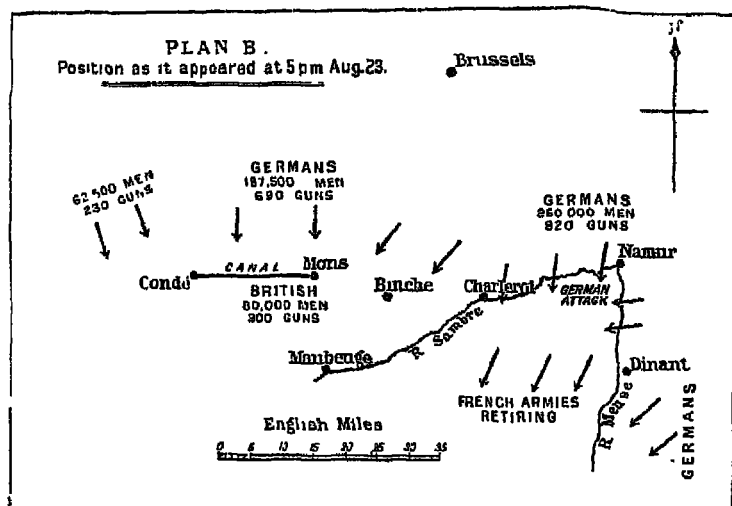 PLAN B.
Position as it appeared at 5pm Aug. 23.
Brussels
62,500 MEN
230 GUNS
GERMANS
187,500 MEN
690 GUNS
GERMANS
260 000 MEN
820 GUNS
Namur
CANAL
Mons
Condé
BRITISH
80,000 MEN
300 GUNS
Binche
Charleroi
GERMAN
ATTACK
R Sambre
Maubeuge
Dinant
FRENCH ARMIES
RETIRING
R Meuse
GERMANS
English Miles
0 5 10 15 20 25 30 35